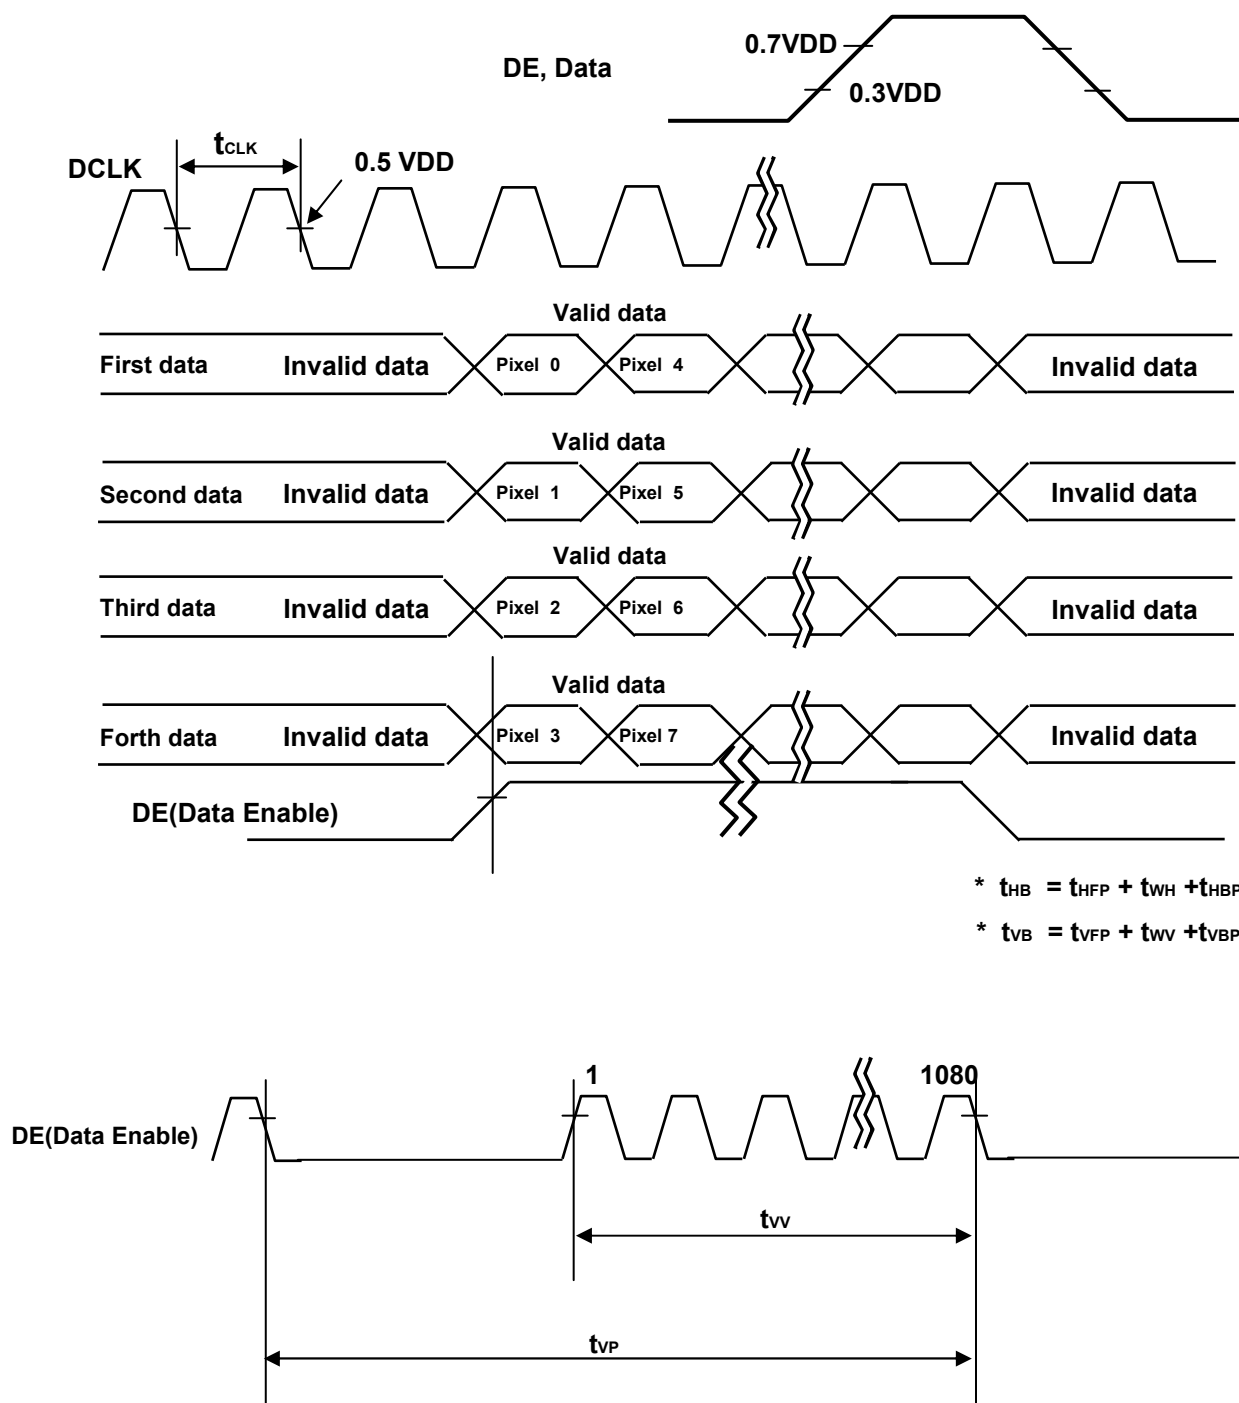 0.7VDD
DE, Data
0.3VDD
tCLK
DCLK
0.5 VDD
Valid data
First data Invalid data Pixel 0 Pixel 4 Invalid data
Valid data
Second data Invalid data Pixel 1 Pixel 5 Invalid data
Valid data
Third data Invalid data Pixel 2 Pixel 6 Invalid data
Valid data
Forth data Invalid data Pixel 3 Pixel 7 Invalid data
DE(Data Enable)
* tHB = tHFP + tWH +tHBP
* tVB = tVFP + tWV +tVBP
1 1080
DE(Data Enable)
tVV
tVP